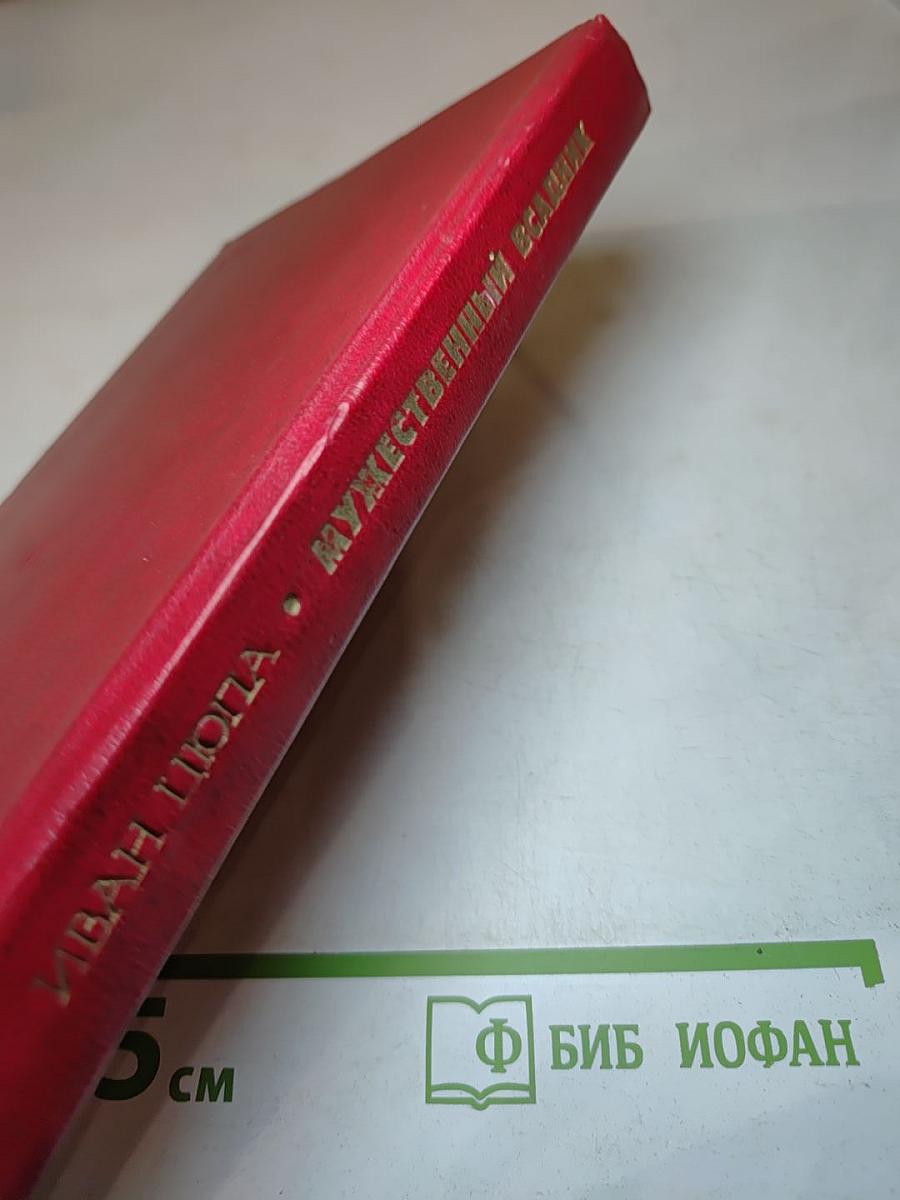 ИВАН ЦЮПА • МУЖЕСТВЕННЫЙ ВСАДНИК
5 см
Ф БИБ ИОФАН